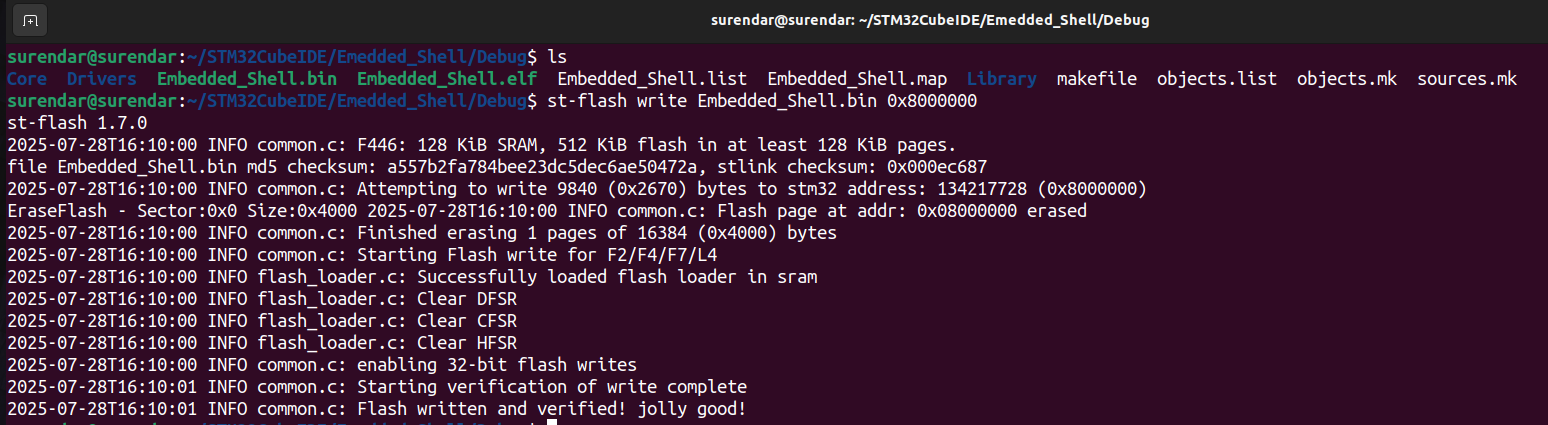 surendar@surendar: ~/STM32CubeIDE/Emedded_Shell/Debug
surendar@surendar:~/STM32CubeIDE/Emedded_Shell/Debug$ ls
Core Drivers Embedded_Shell.bin Embedded_Shell.elf Embedded_Shell.list Embedded_Shell.map Library makefile objects.list objects.mk sources.mk
surendar@surendar:~/STM32CubeIDE/Emedded_Shell/Debug$ st-flash write Embedded_Shell.bin 0x8000000
st-flash 1.7.0
2025-07-28T16:10:00 INFO common.c: F446: 128 KiB SRAM, 512 KiB flash in at least 128 KiB pages.
file Embedded_Shell.bin md5 checksum: a557b2fa784bee23dc5dec6ae50472a, stlink checksum: 0x000ec687
2025-07-28T16:10:00 INFO common.c: Attempting to write 9840 (0x2670) bytes to stm32 address: 134217728 (0x8000000)
EraseFlash - Sector:0x0 Size:0x4000 2025-07-28T16:10:00 INFO common.c: Flash page at addr: 0x08000000 erased
2025-07-28T16:10:00 INFO common.c: Finished erasing 1 pages of 16384 (0x4000) bytes
2025-07-28T16:10:00 INFO common.c: Starting Flash write for F2/F4/F7/L4
2025-07-28T16:10:00 INFO flash_loader.c: Successfully loaded flash loader in sram
2025-07-28T16:10:00 INFO flash_loader.c: Clear DFSR
2025-07-28T16:10:00 INFO flash_loader.c: Clear CFSR
2025-07-28T16:10:00 INFO flash_loader.c: Clear HFSR
2025-07-28T16:10:00 INFO common.c: enabling 32-bit flash writes
2025-07-28T16:10:01 INFO common.c: Starting verification of write complete
2025-07-28T16:10:01 INFO common.c: Flash written and verified! jolly good!